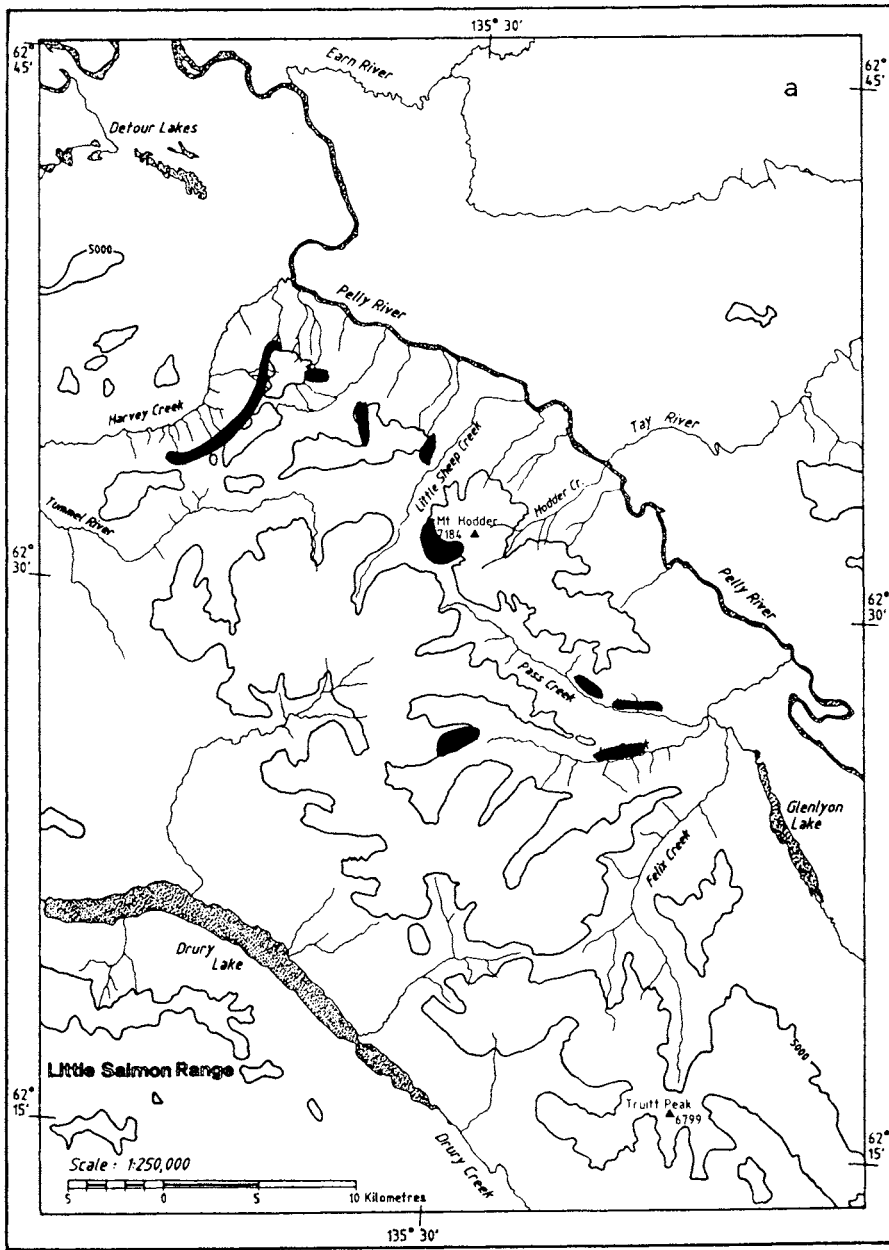 135° 30'
62°
45'
Earn River
62°
45'
a
Detour Lakes
5000
Pelly River
Harvey Creek
Tay River
Little Sheep Creek
Hodder Cr.
Tummel River
Mt Hodder
7184
62°
30'
Pelly River
62°
30'
Pass Creek
Glenlyon
Lake
Felix Creek
Drury
Lake
5000
Little Salmon Range
62°
15'
Truitt Peak
6799
62°
15'
Drury Creek
Scale : 1:250,000
5 0 5 10 Kilometres
135° 30'